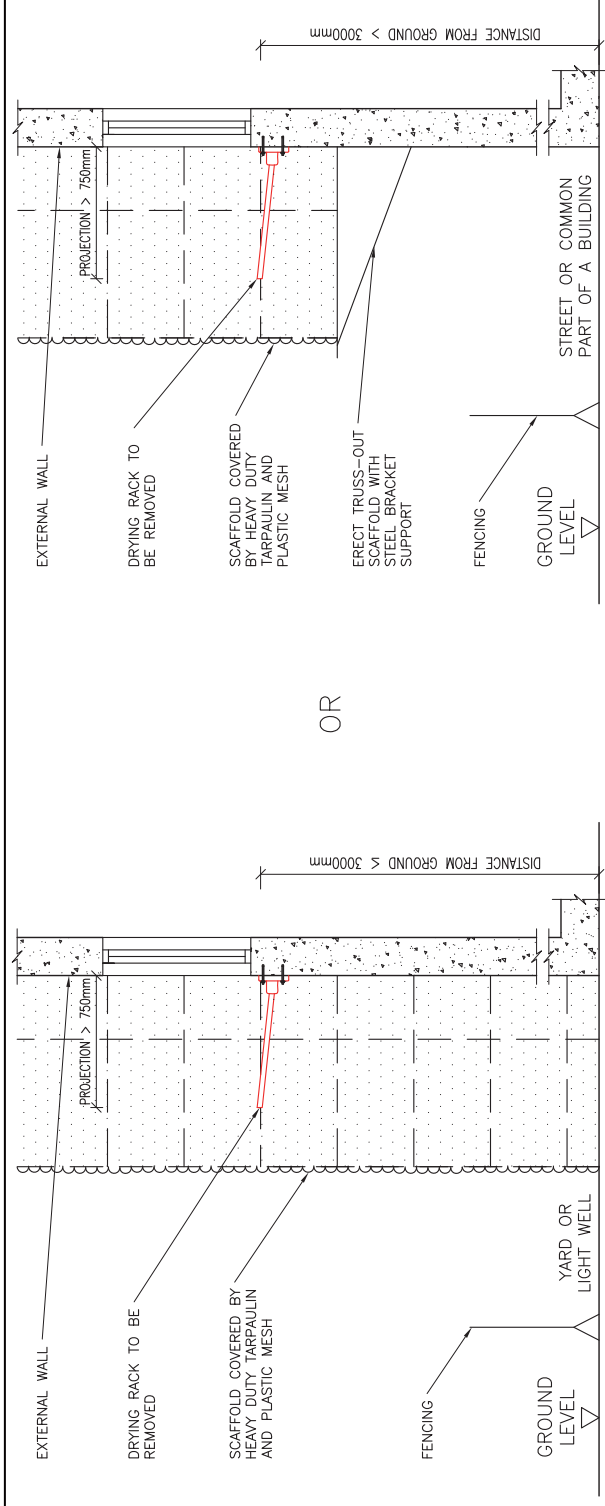 EXTERNAL WALL
PROJECTION > 750mm
DRYING RACK TO BE
REMOVED
SCAFFOLD COVERED BY
HEAVY DUTY TARPAULIN
AND PLASTIC MESH
FENCING
GROUND
LEVEL
YARD OR
LIGHT WELL
DISTANCE FROM GROUND ≤ 3000mm
OR
EXTERNAL WALL
PROJECTION > 750mm
DRYING RACK TO
BE REMOVED
SCAFFOLD COVERED
BY HEAVY DUTY
TARPAULIN AND
PLASTIC MESH
ERECT TRUSS-OUT
SCAFFOLD WITH
STEEL BRACKET
SUPPORT
FENCING
GROUND
LEVEL
STREET OR COMMON
PART OF A BUILDING
DISTANCE FROM GROUND > 3000mm